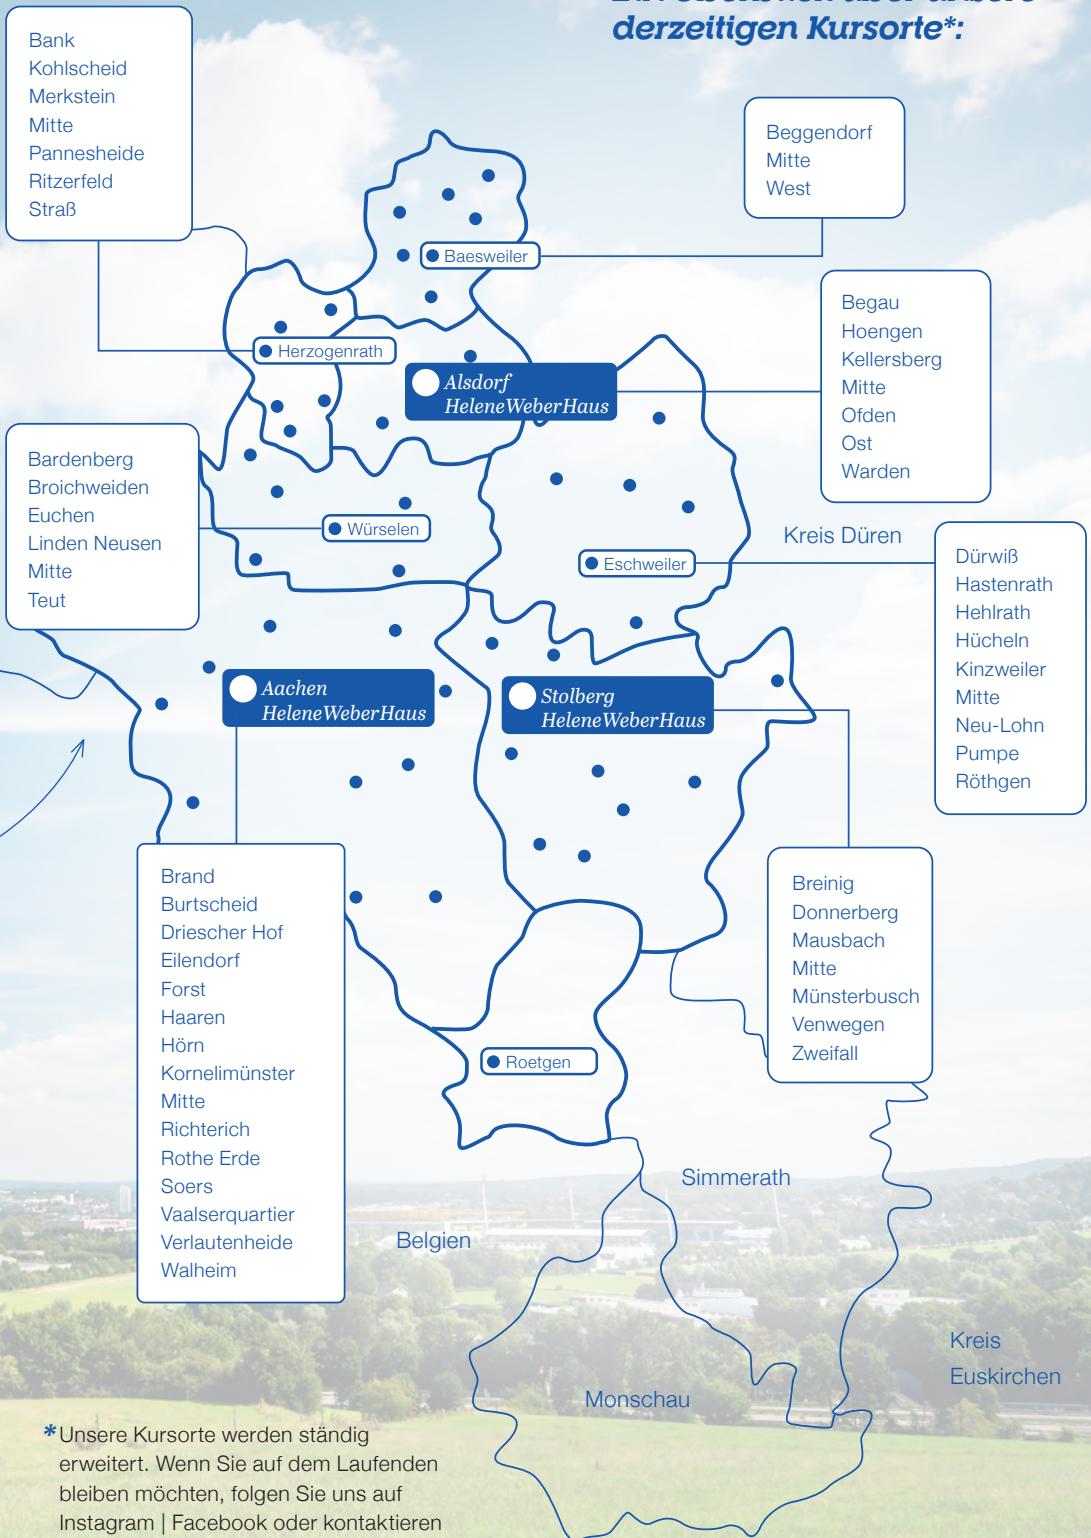 derzeitigen Kursorte*:
Bank
Kohlscheid
Merkstein
Mitte
Pannesheide
Ritzerfeld
Straß
Beggendorf
Mitte
West
Baesweiler
Begau
Hoengen
Kellersberg
Mitte
Ofden
Ost
Warden
Herzogenrath
Alsdorf
HeleneWeberHaus
Bardenberg
Broichweiden
Euchen
Linden Neusen
Mitte
Teut
Würselen
Kreis Düren
Eschweiler
Dürwiß
Hastenrath
Hehlrath
Hücheln
Kinzweiler
Mitte
Neu-Lohn
Pumpe
Röthgen
Aachen
HeleneWeberHaus
Stolberg
HeleneWeberHaus
Brand
Burtscheid
Driescher Hof
Eilendorf
Forst
Haaren
Hörn
Kornelimünster
Mitte
Richterich
Rothe Erde
Soers
Vaalserquartier
Verlautenheide
Walheim
Breinig
Donnerberg
Mausbach
Mitte
Münsterbusch
Venwegen
Zweifall
Roetgen
Simmerath
Belgien
Kreis
Euskirchen
Monschau
* Unsere Kursorte werden ständig
erweitert. Wenn Sie auf dem Laufenden
bleiben möchten, folgen Sie uns auf
Instagram | Facebook oder kontaktieren